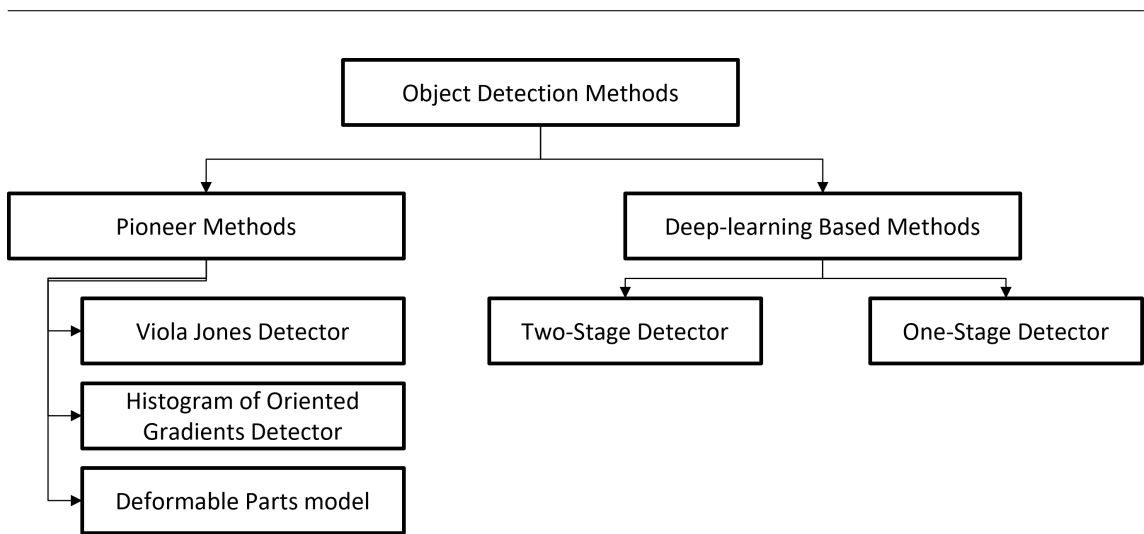 Object Detection Methods
Pioneer Methods
Deep-learning Based Methods
Viola Jones Detector
Two-Stage Detector
One-Stage Detector
Histogram of Oriented
Gradients Detector
Deformable Parts model